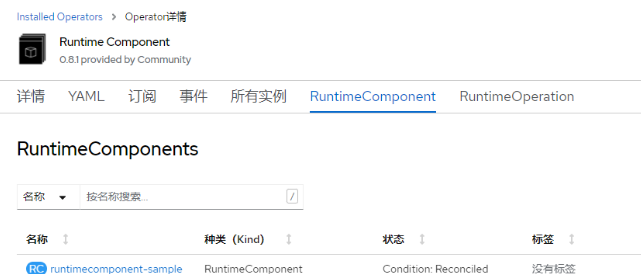 Installed Operators > Operator详情
Runtime Component
0.8.1 provided by Community
详情 YAML 订阅 事件 所有实例 RuntimeComponent RuntimeOperation
RuntimeComponents
名称 按名称搜索... /
名称 种类（Kind） 状态 标签
RC runtimecomponent-sample RuntimeComponent Condition: Reconciled 没有标签